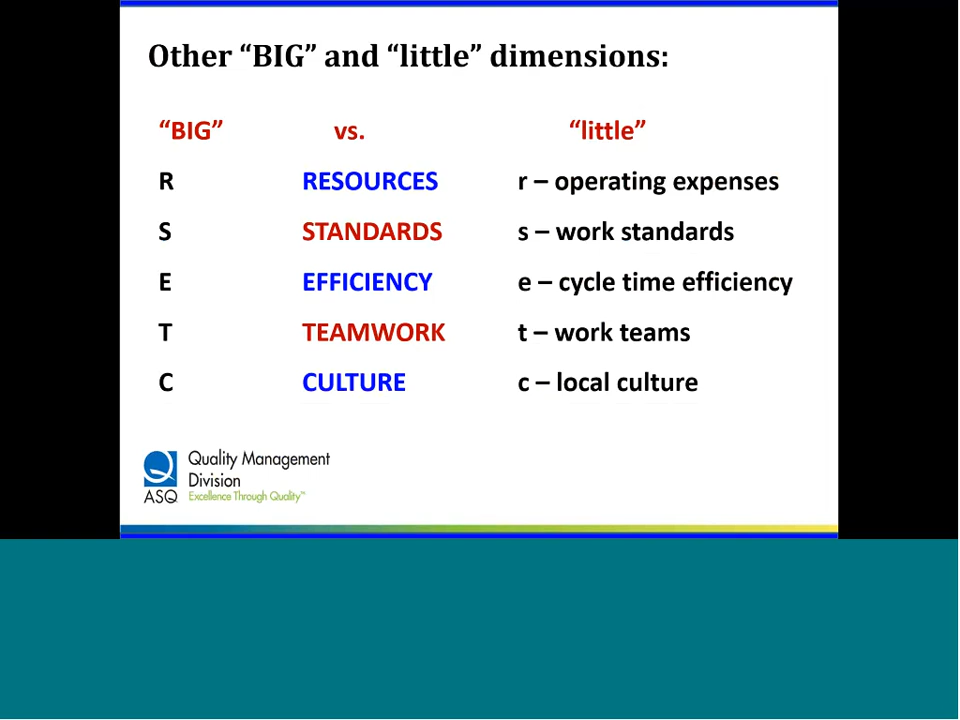 Other “BIG” and “little” dimensions:
“BIG” vs. “little”
R RESOURCES r – operating expenses
S STANDARDS s – work standards
E EFFICIENCY e – cycle time efficiency
T TEAMWORK t – work teams
C CULTURE c – local culture
Quality Management
Division
ASQ Excellence Through Quality™